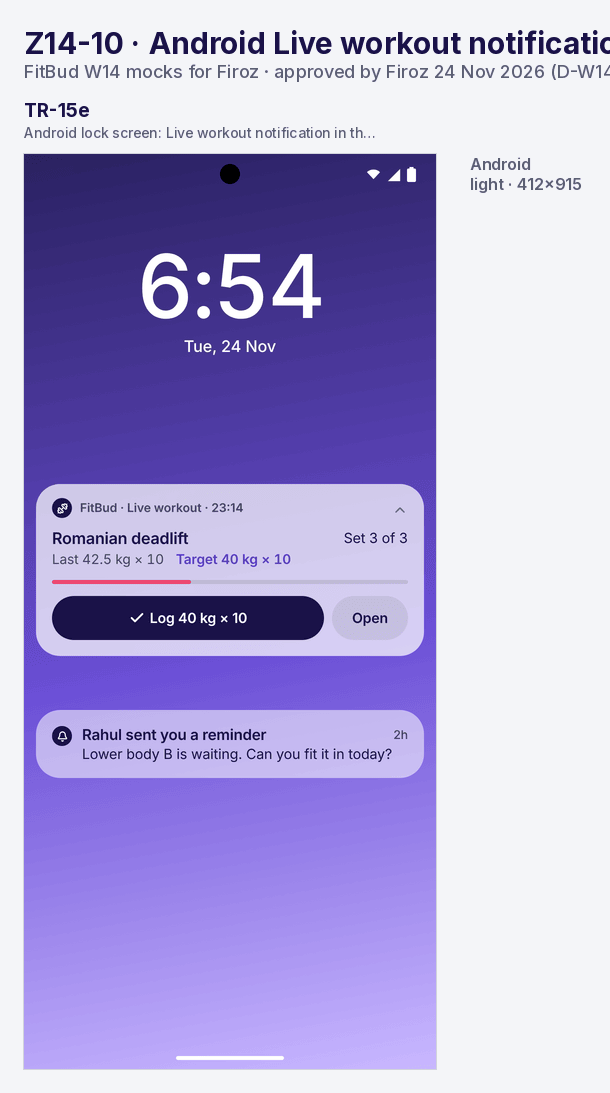 Z14-10 · Android Live workout notificatio
FitBud W14 mocks for Firoz · approved by Firoz 24 Nov 2026 (D-W14
TR-15e
Android lock screen: Live workout notification in th...
Android
light · 412×915
6:54
Tue, 24 Nov
FitBud · Live workout · 23:14
Romanian deadlift Set 3 of 3
Last 42.5 kg × 10 Target 40 kg × 10
Log 40 kg × 10 Open
Rahul sent you a reminder 2h
Lower body B is waiting. Can you fit it in today?